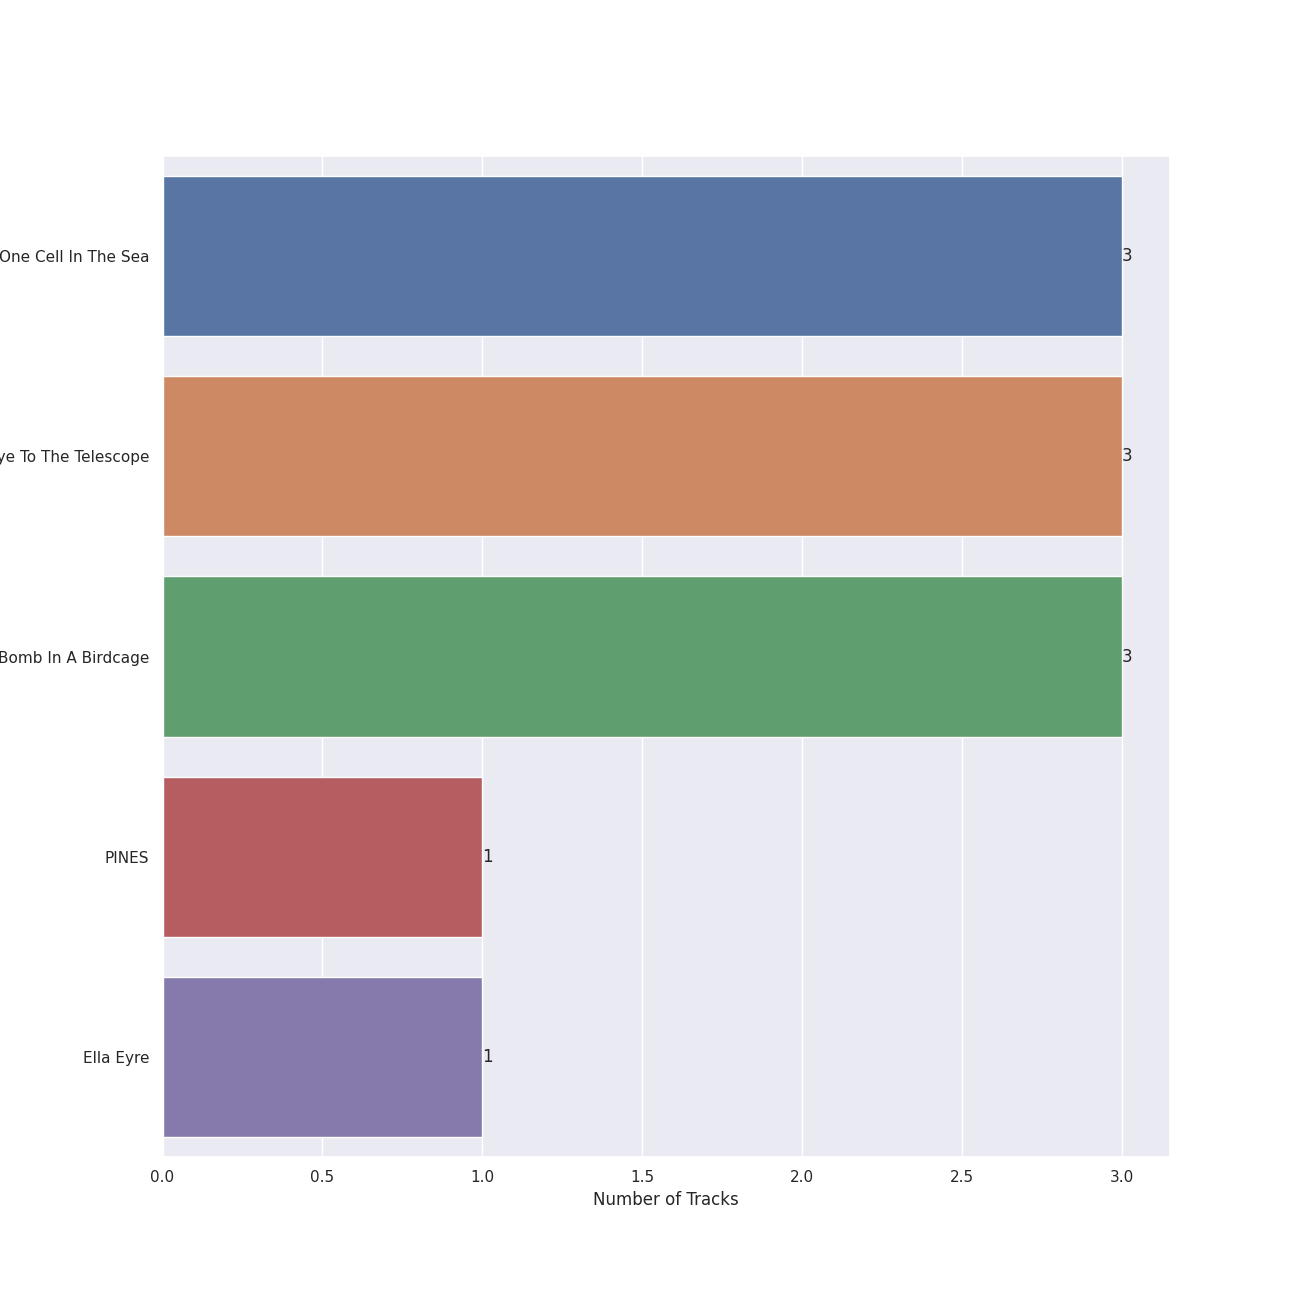 One Cell In The Sea
3
ye To The Telescope
3
Bomb In A Birdcage
3
PINES
1
Ella Eyre
1
0.0 0.5 1.0 1.5 2.0 2.5 3.0
Number of Tracks